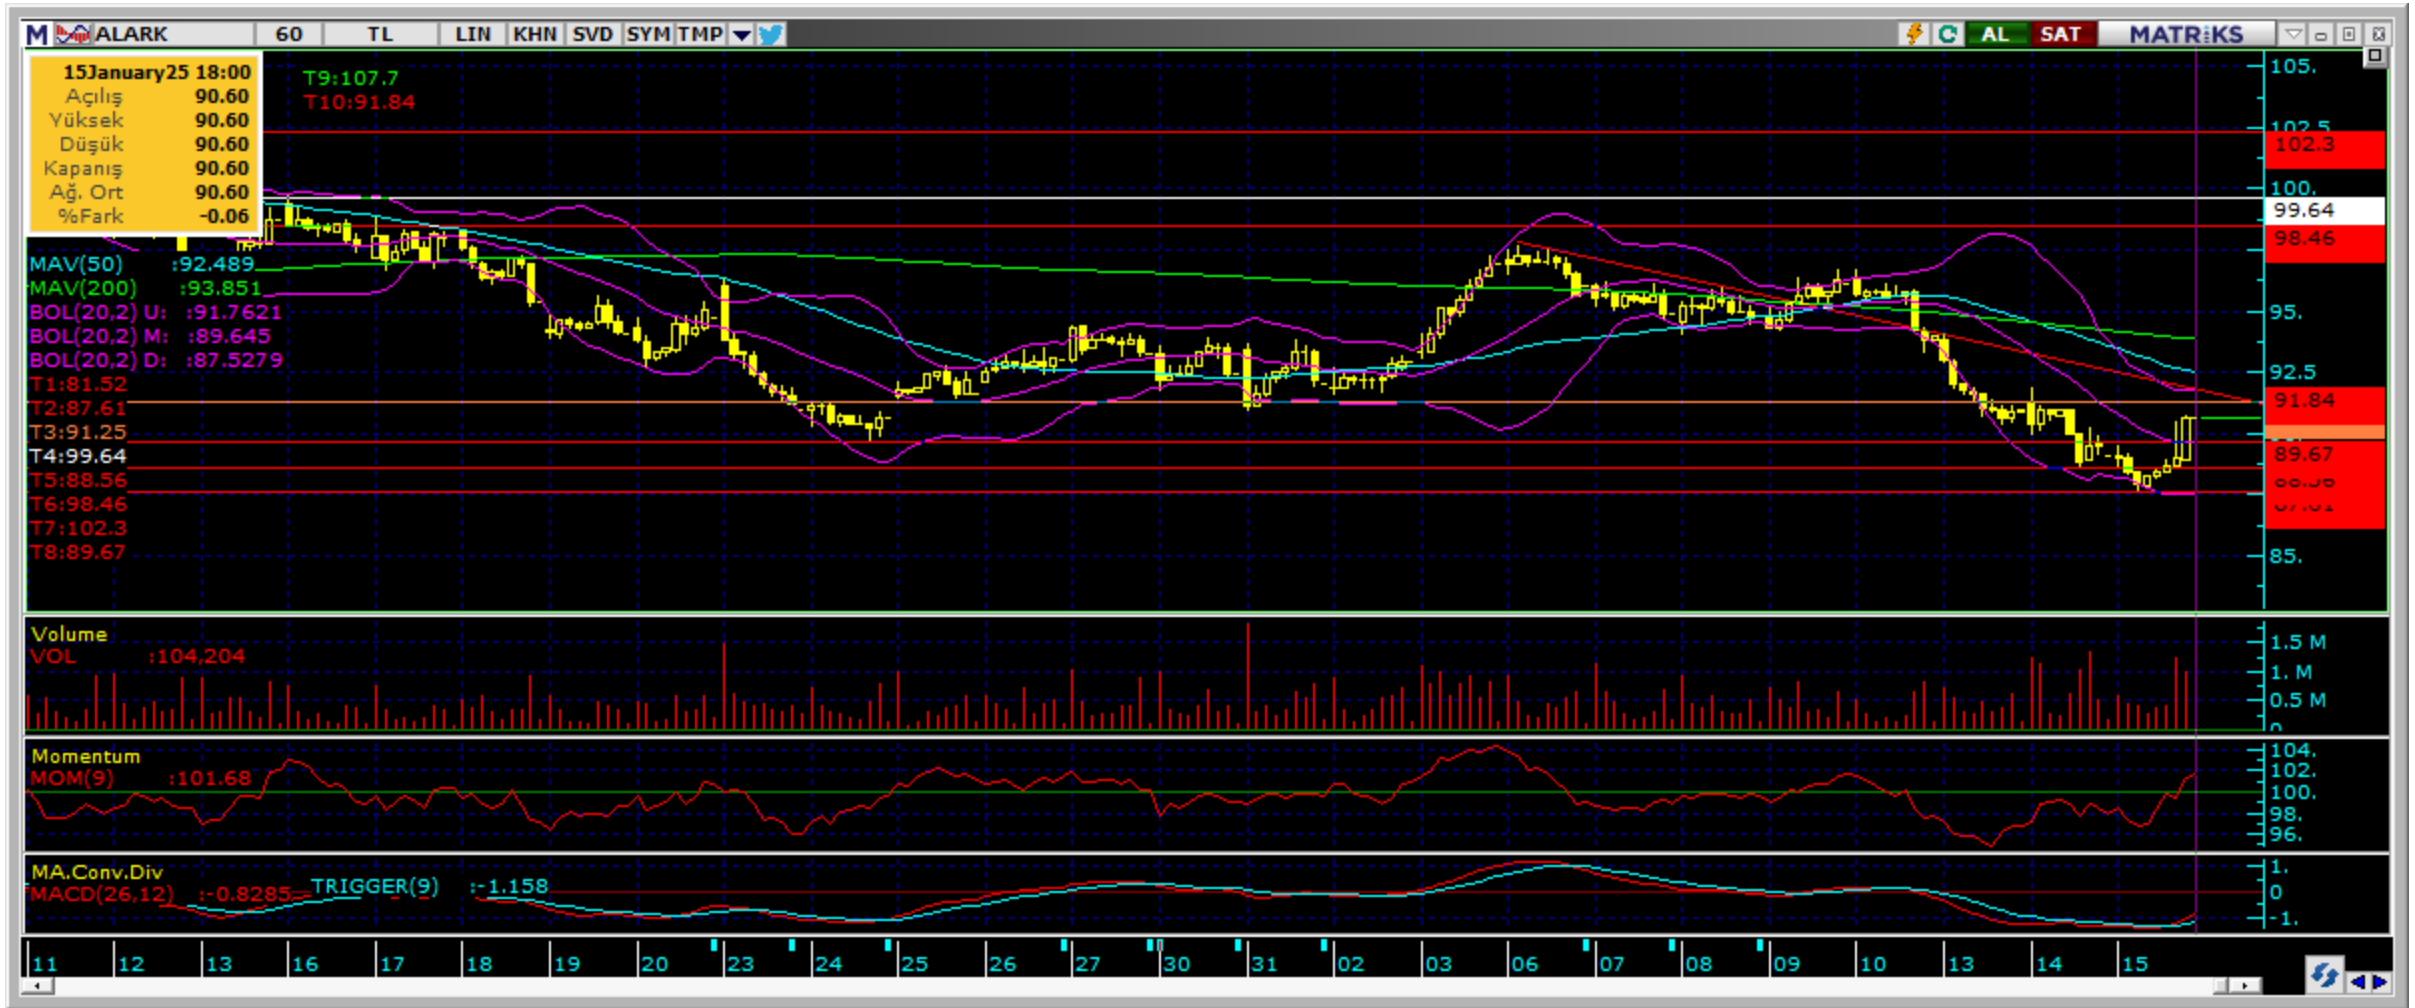 M ALARK 60 TL LIN KHN SVD SYM TMP AL SAT MATRiKS
15January25 18:00
Açılış 90.60
Yüksek 90.60
Düşük 90.60
Kapanış 90.60
Ağ. Ort 90.60
%Fark -0.06
T9:107.7
T10:91.84
MAV(50) :92.489
MAV(200) :93.851
BOL(20,2) U: :91.7621
BOL(20,2) M: :89.645
BOL(20,2) D: :87.5279
T1:81.52
T2:87.61
T3:91.25
T4:99.64
T5:88.56
T6:98.46
T7:102.3
T8:89.67
105.
102.5
102.3
100.
99.64
98.46
95.
92.5
91.84
89.67
88.56
87.61
85.
Volume
VOL :104,204
1.5 M
1. M
0.5 M
0
Momentum
MOM(9) :101.68
104.
102.
100.
98.
96.
MA.Conv.Div
MACD(26,12) :-0.8285 TRIGGER(9) :-1.158
1.
0
-1.
11 12 13 16 17 18 19 20 23 24 25 26 27 30 31 02 03 06 07 08 09 10 13 14 15